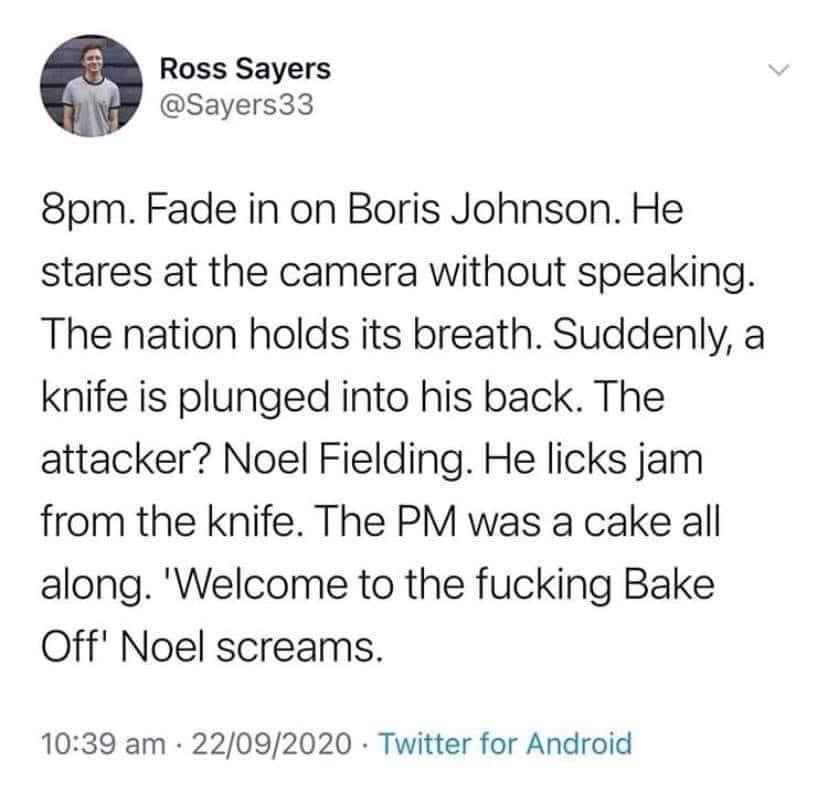 Ross Sayers
@Sayers33
8pm. Fade in on Boris Johnson. He
stares at the camera without speaking.
The nation holds its breath. Suddenly, a
knife is plunged into his back. The
attacker? Noel Fielding. He licks jam
from the knife. The PM was a cake all
along. 'Welcome to the fucking Bake
Off' Noel screams.
10:39 am · 22/09/2020 · Twitter for Android